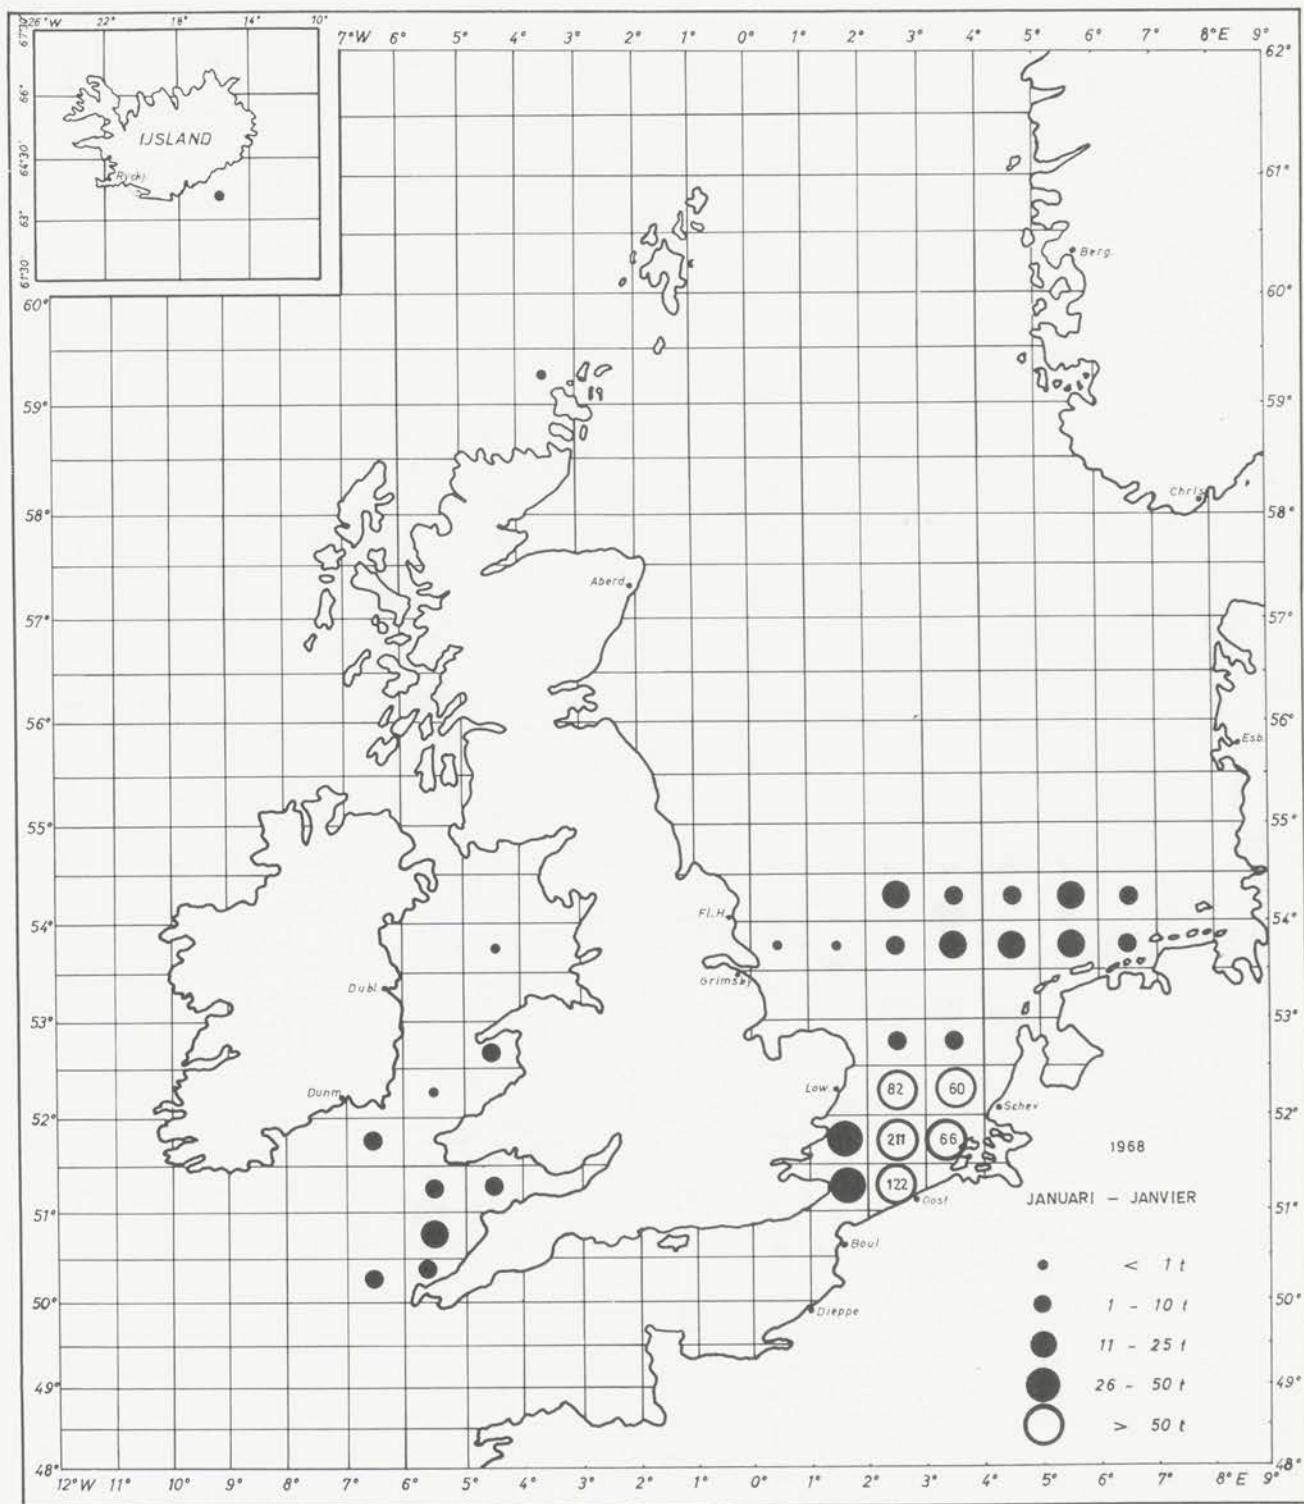 26°W 22° 18° 14° 10°
67°30'
66°
64°30'
63°
61°30'
IJSLAND
Ryckj.
7°W 6° 5° 4° 3° 2° 1° 0° 1° 2° 3° 4° 5° 6° 7° 8°E 9°
62°
61°
Berg.
60° 60°
59° 59°
Chris.
58° 58°
Aberd.
57° 57°
56° 56°
Esb.
55° 55°
Fl.H.
54° 54°
Dubl.
Grimsby
53° 53°
Low. 82 60
Dunm. Schev
52° 52°
211 66
1968
122
Oost
JANUARI - JANVIER
51° 51°
Boul
< 1 t
50° 50°
1 - 10 t
Dieppe
11 - 25 t
49° 49°
26 - 50 t
> 50 t
48° 48°
12°W 11° 10° 9° 8° 7° 6° 5° 4° 3° 2° 1° 0° 1° 2° 3° 4° 5° 6° 7° 8°E 9°